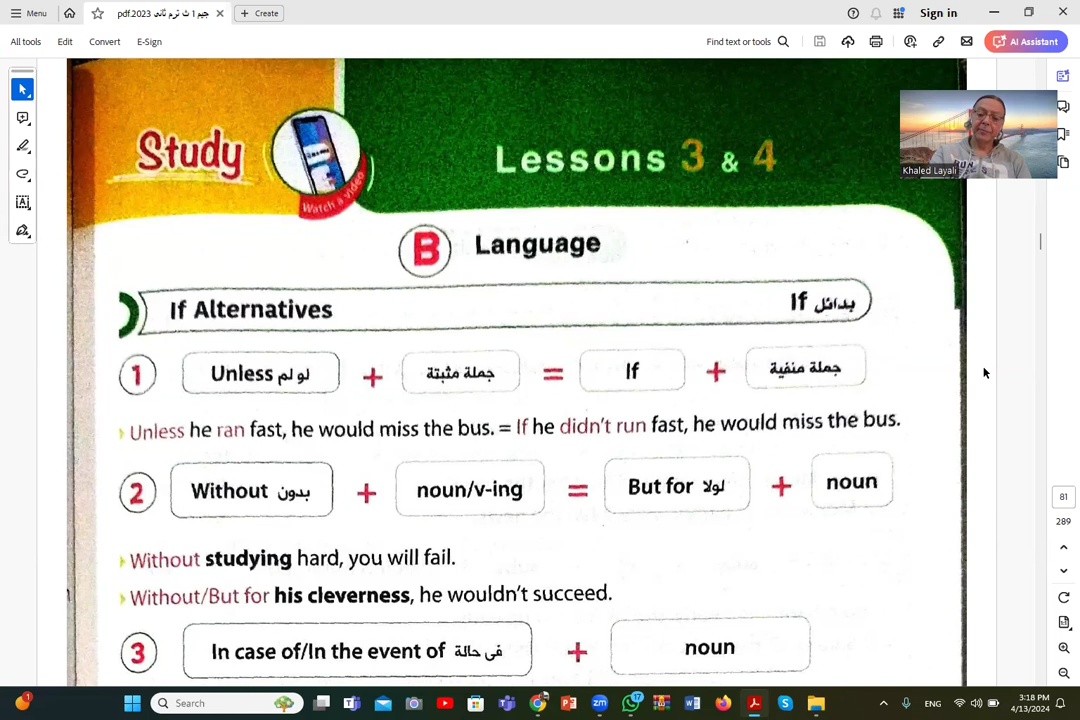 Menu
جيم 1 ث ترم ثانى 2023.pdf
Create
Sign in
All tools
Edit
Convert
E-Sign
Find text or tools
AI Assistant
Study
Watch a video
Lessons 3 & 4
Khaled Layali
B Language
If Alternatives
بدائل If
1 Unless لو لم + جملة مثبتة = If + جملة منفية
Unless he ran fast, he would miss the bus. = If he didn't run fast, he would miss the bus.
2 Without بدون + noun/v-ing = But for لولا + noun
Without studying hard, you will fail.
Without/But for his cleverness, he wouldn't succeed.
3 In case of/In the event of فى حالة + noun
81
289
1
Search
17
ENG
3:18 PM
4/13/2024